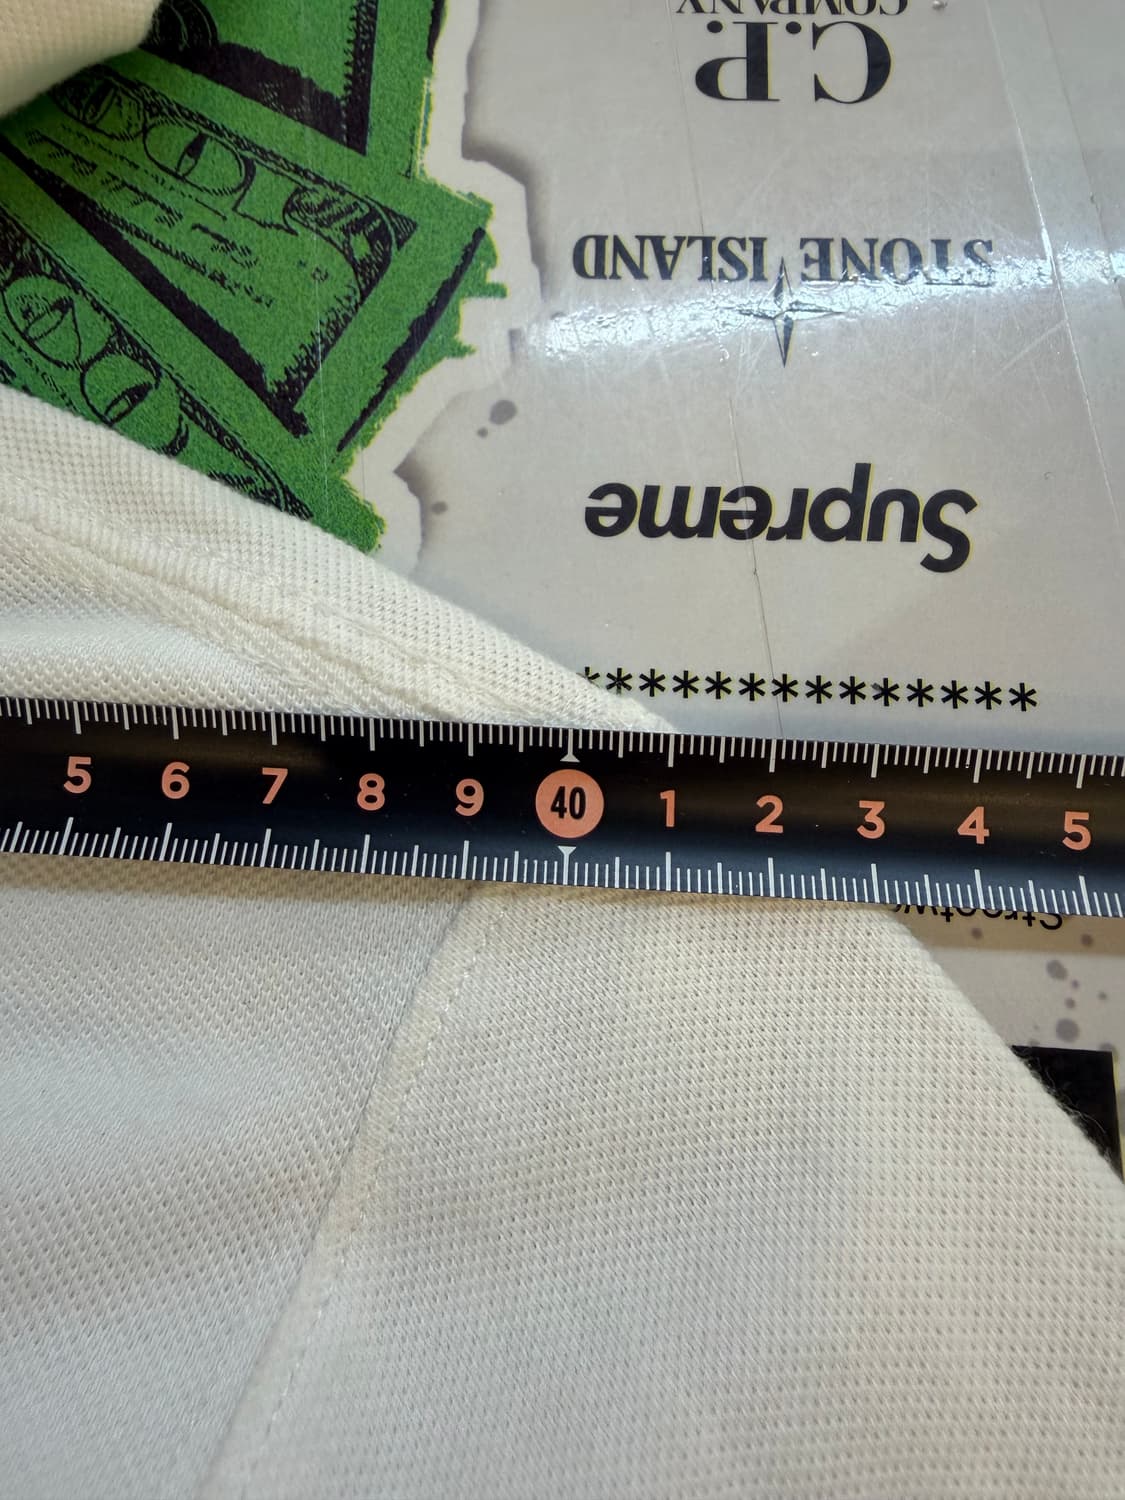 COMPANY
C.P.
STONE ISLAND
Supreme
**************
5 6 7 8 9 40 1 2 3 4 5